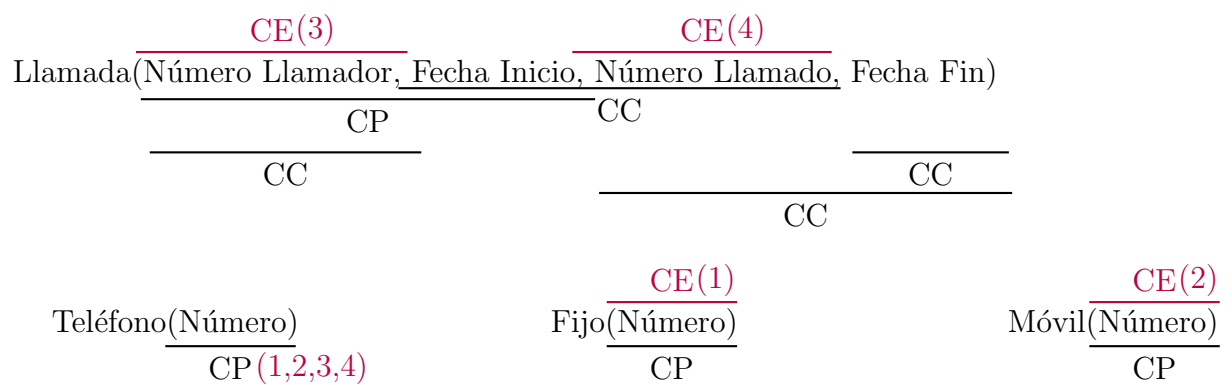 CE(3) CE(4)
Llamada(Número Llamador, Fecha Inicio, Número Llamado, Fecha Fin)
CP CC
CC CC
CC
CE(1) CE(2)
Teléfono(Número) Fijo(Número) Móvil(Número)
CP(1,2,3,4) CP CP